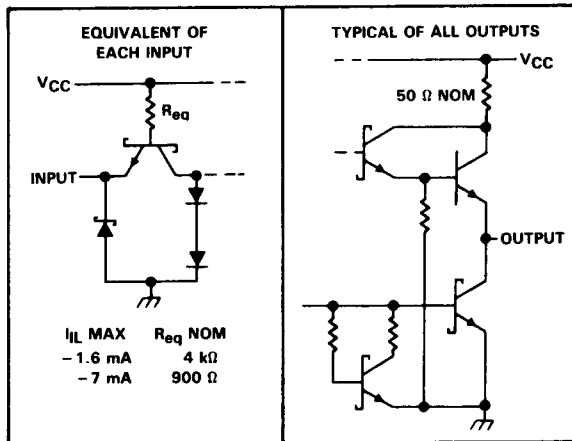 EQUIVALENT OF
EACH INPUT
VCC
Req
INPUT
IIL MAX Req NOM
−1.6 mA 4 kΩ
−7 mA 900 Ω
TYPICAL OF ALL OUTPUTS
VCC
50 Ω NOM
OUTPUT